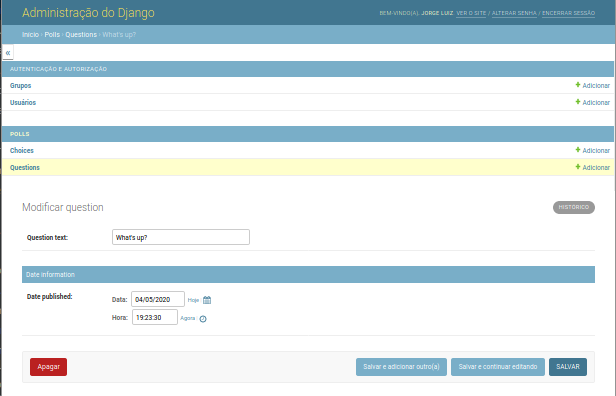 Administração do Django
BEM-VINDO(A), JORGE LUIZ. VER O SITE / ALTERAR SENHA / ENCERRAR SESSÃO
Início › Polls › Questions › What's up?
«
AUTENTICAÇÃO E AUTORIZAÇÃO
Grupos + Adicionar
Usuários + Adicionar
POLLS
Choices + Adicionar
Questions + Adicionar
Modificar question HISTÓRICO
Question text: What's up?
Date information
Date published: Data: 04/05/2020 Hoje
Hora: 19:23:30 Agora
Apagar Salvar e adicionar outro(a) Salvar e continuar editando SALVAR